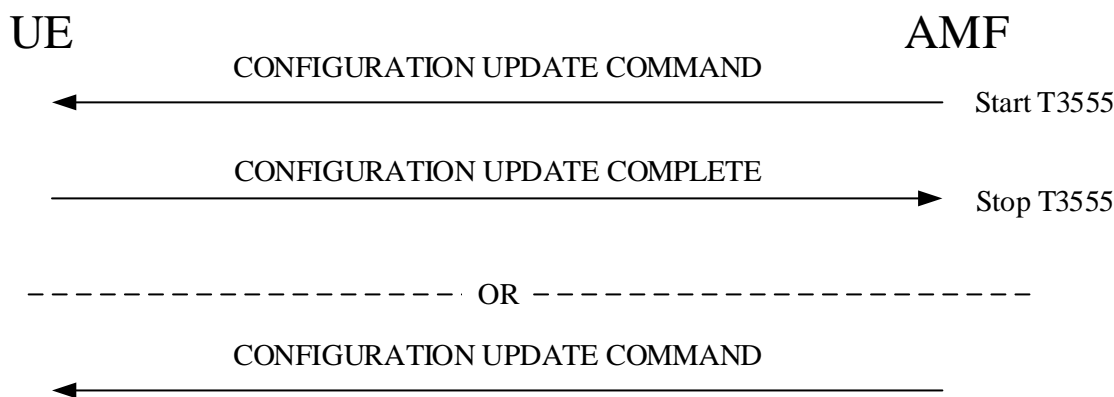 UE
AMF
CONFIGURATION UPDATE COMMAND
Start T3555
CONFIGURATION UPDATE COMPLETE
Stop T3555
OR
CONFIGURATION UPDATE COMMAND